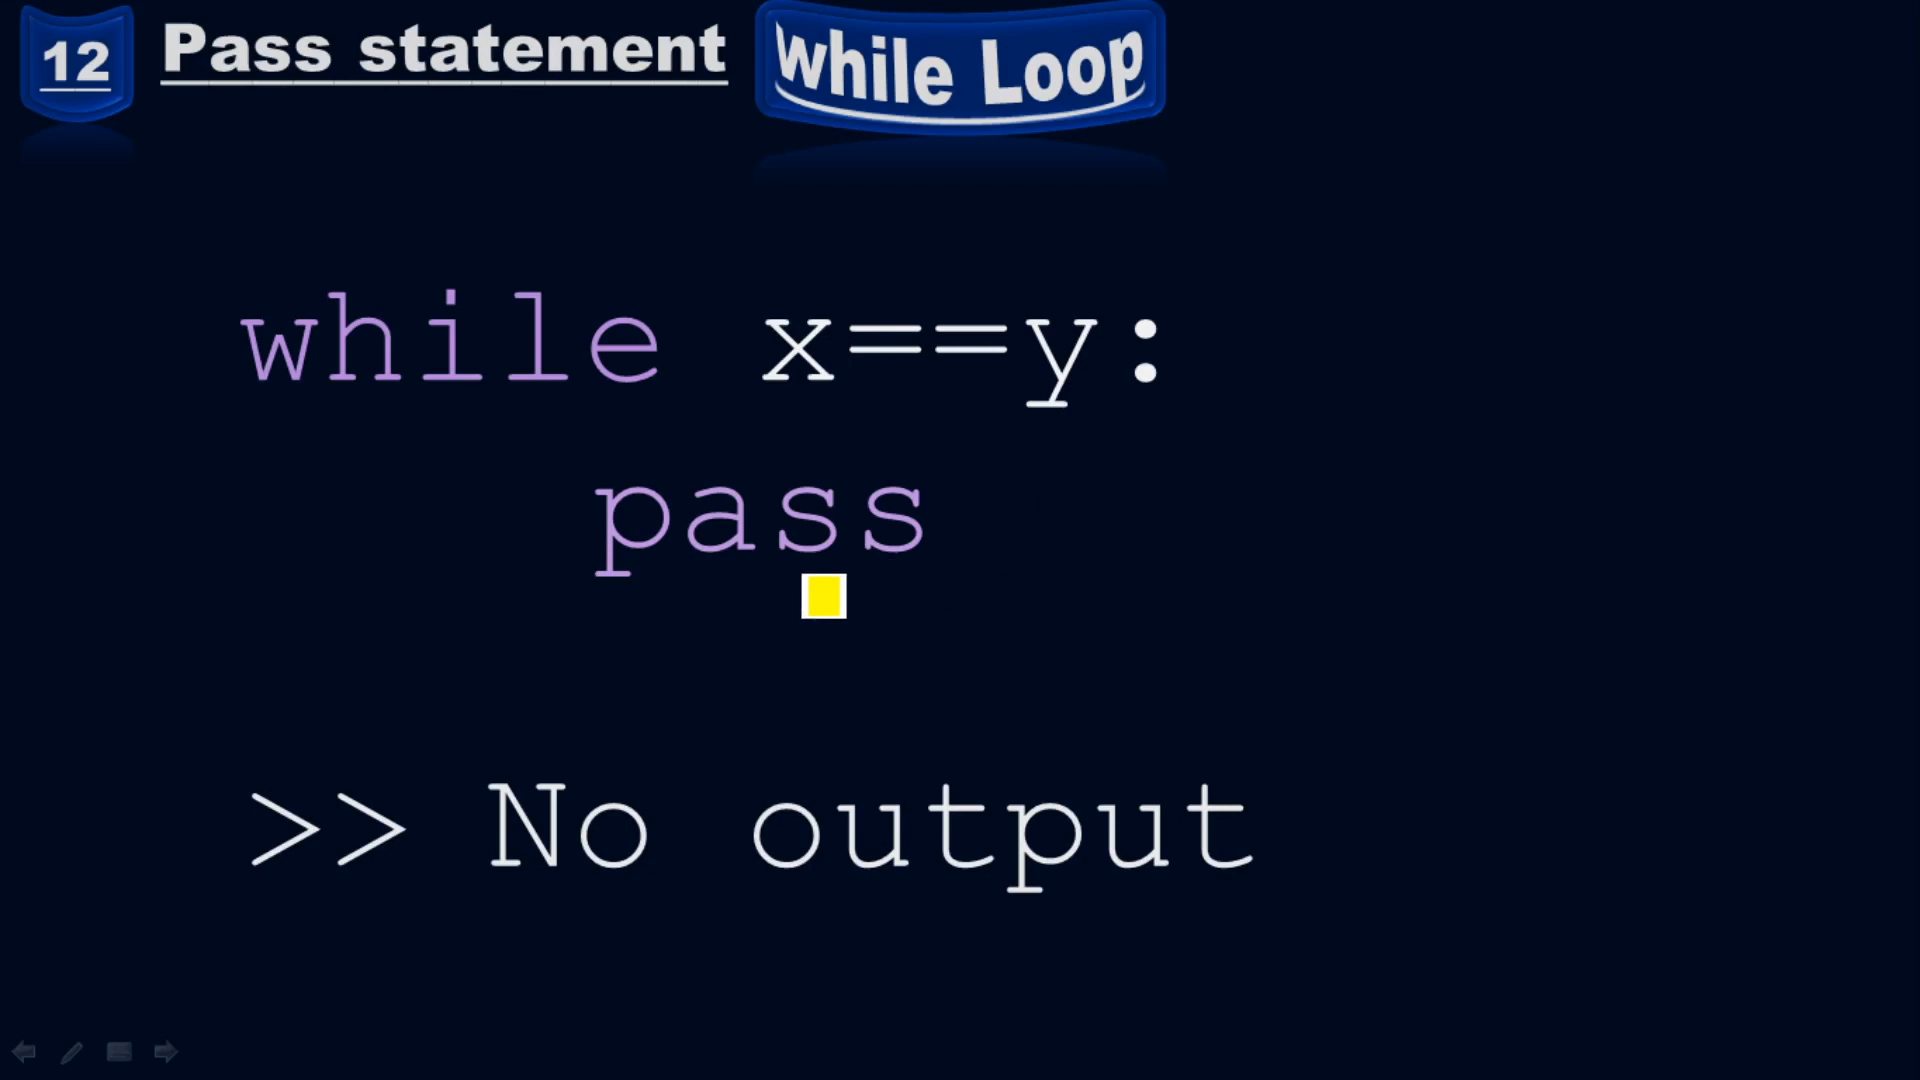 12 Pass statement While Loop
while x==y:
pass
>> No output